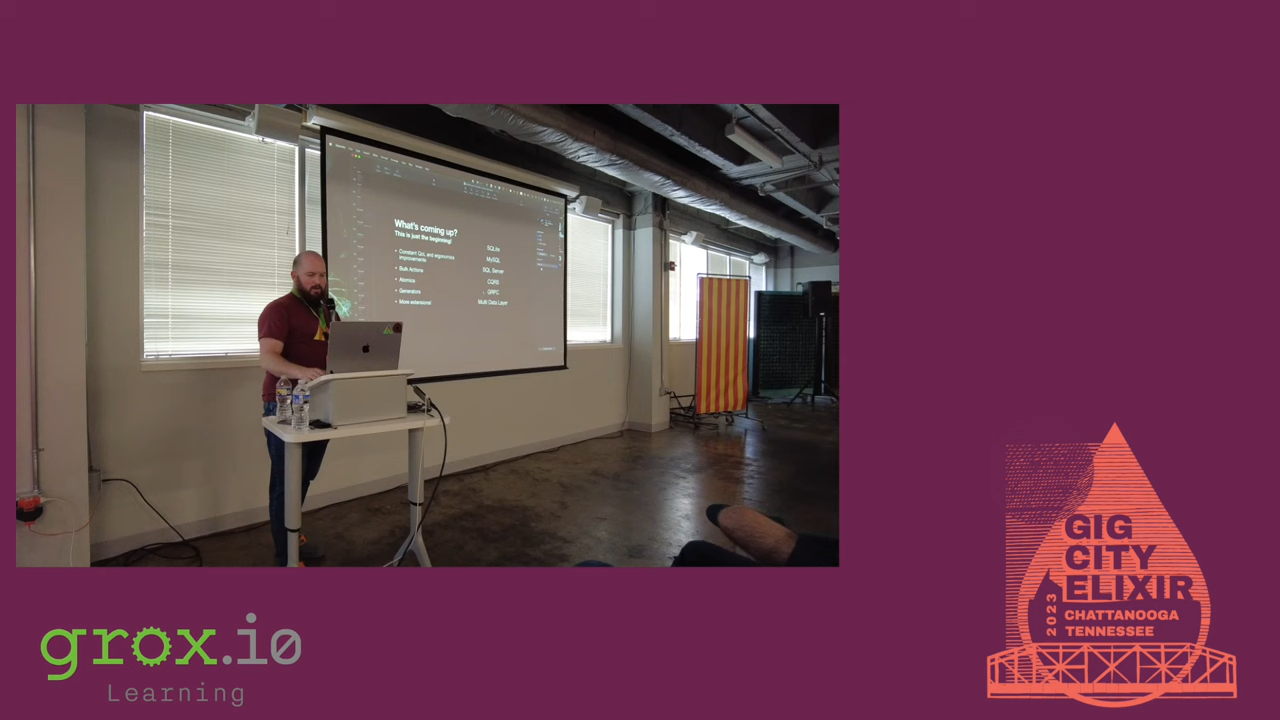 What's coming up?
This is just the beginning!
Constant QoL and ergonomics
improvements
Bulk Actions
Atomics
Generators
More extensions!
SQLite
MySQL
SQL Server
CQRS
GRPC
Multi Data Layer
GIG
CITY
ELIXIR
2023
CHATTANOOGA
TENNESSEE
grox.io
Learning